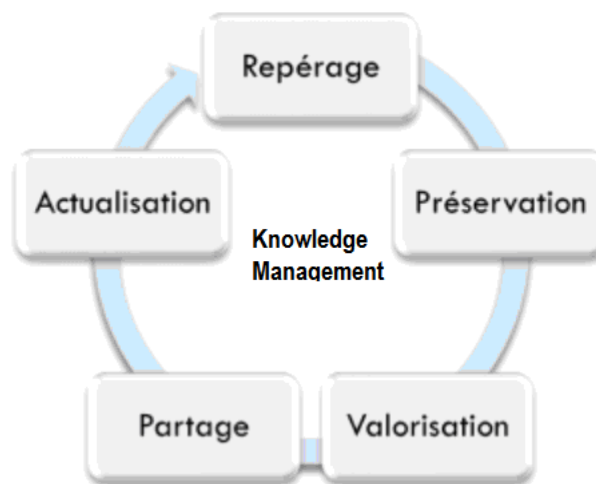 Repérage
Actualisation
Préservation
Knowledge
Management
Partage
Valorisation